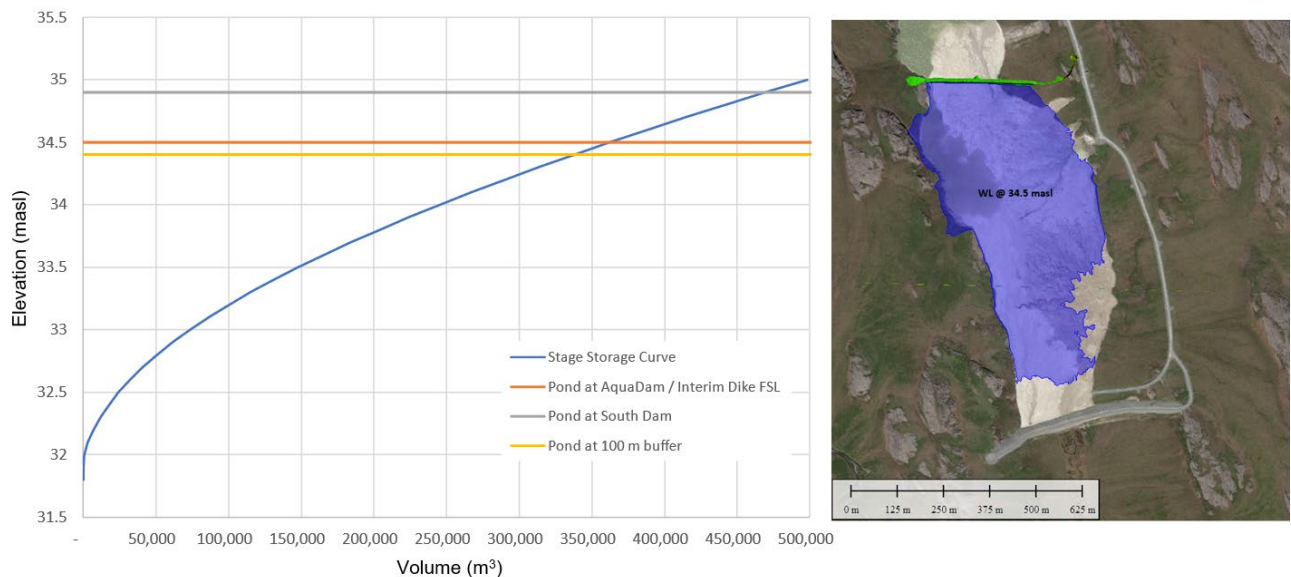 35.5
35
34.5
34
33.5
33
32.5
32
31.5
Elevation (masl)
- 50,000 100,000 150,000 200,000 250,000 300,000 350,000 400,000 450,000 500,000
Volume (m³)
Stage Storage Curve
Pond at AquaDam / Interim Dike FSL
Pond at South Dam
Pond at 100 m buffer
WL @ 34.5 masl
0 m 125 m 250 m 375 m 500 m 625 m